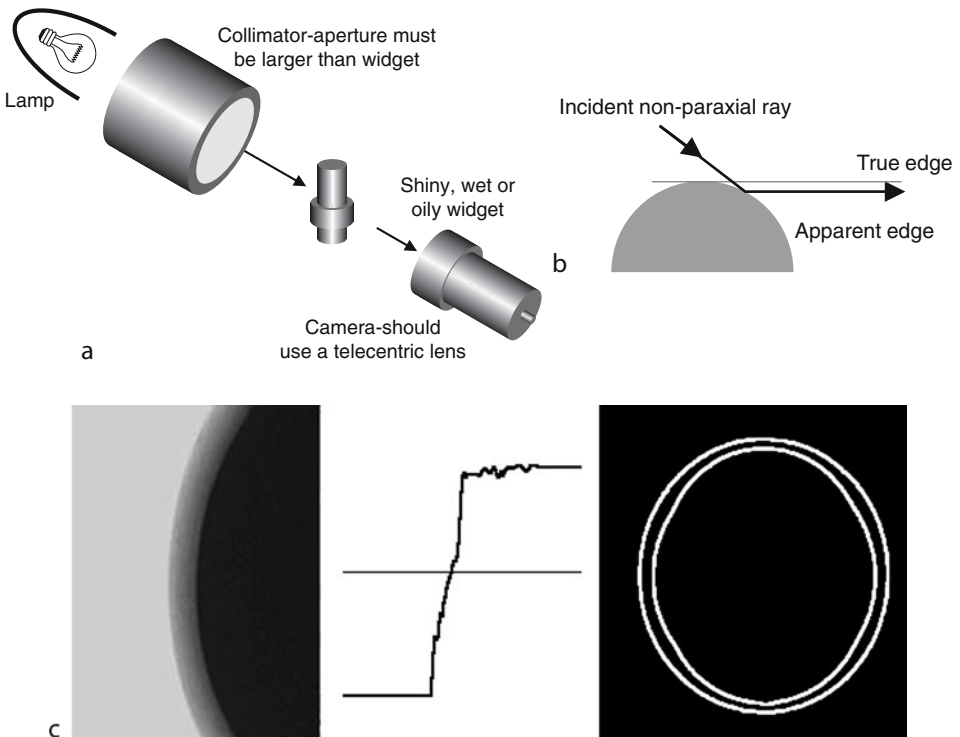 Lamp
Collimator-aperture must
be larger than widget
Shiny, wet or
oily widget
Camera-should
use a telecentric lens
a
Incident non-paraxial ray
True edge
Apparent edge
b
c